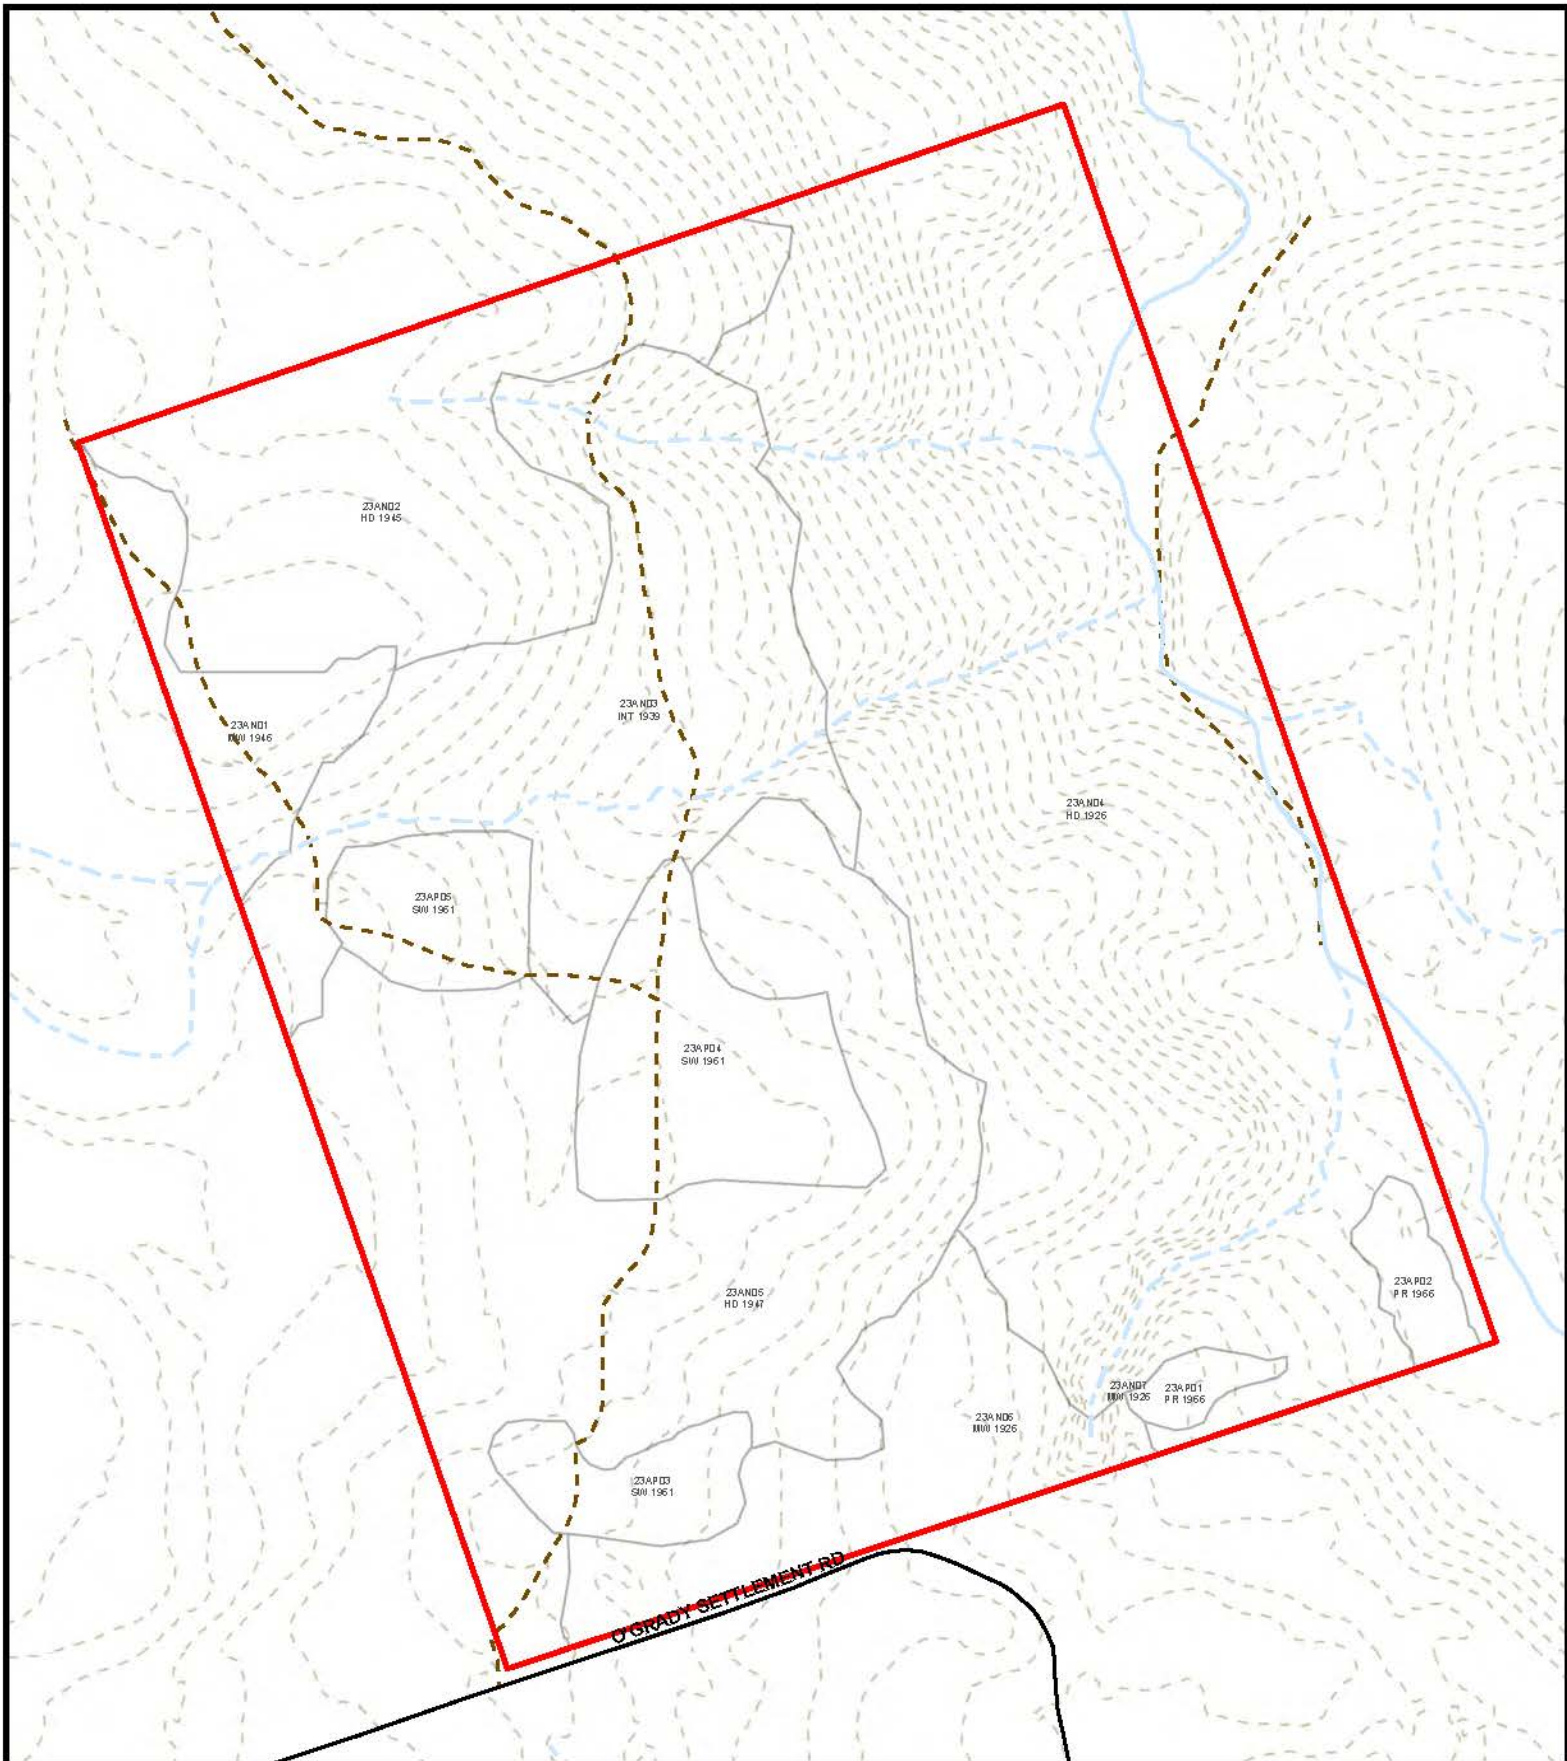 23AN02
HD 1945
23AN03
INT 1939
23AN01
MW 1946
23AN04
HD 1926
23AP05
SW 1961
23AP04
SW 1961
23AN05
HD 1947
23AP02
PR 1966
23AN07
MW 1926
23AP01
PR 1966
23AN06
MW 1926
23AP03
SW 1961
O'GRADY SETTLEMENT RD